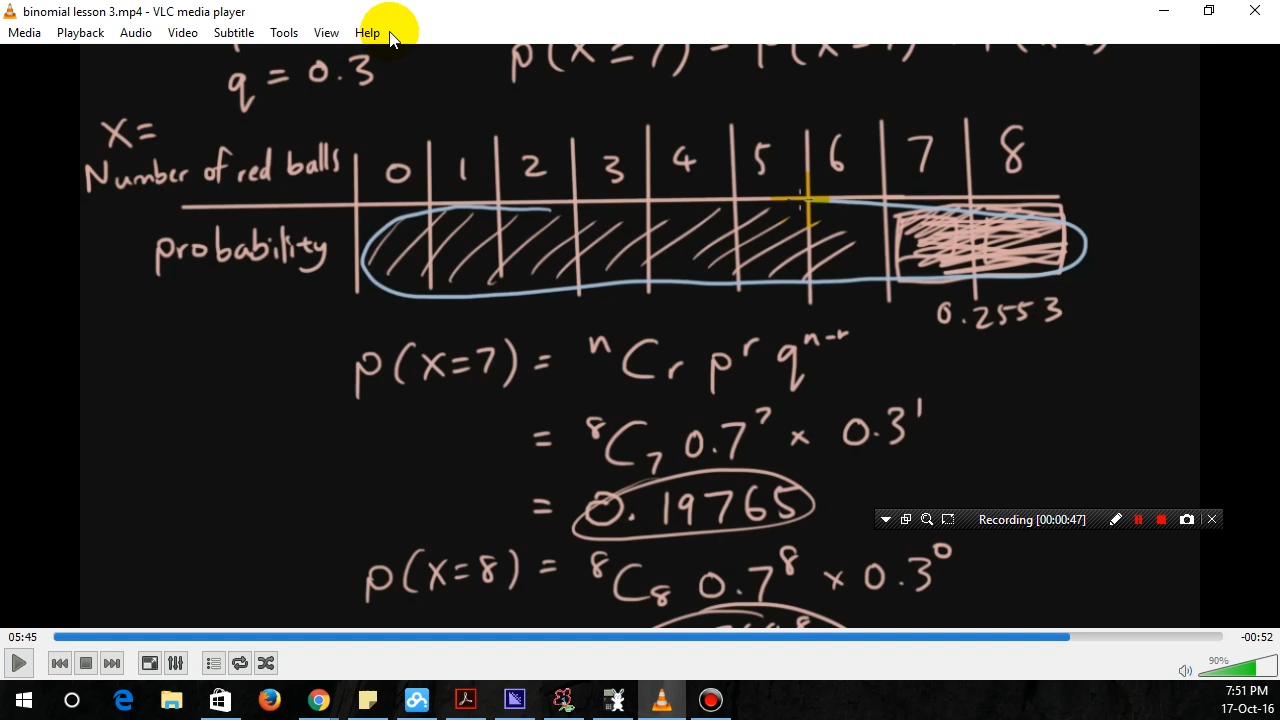 binomial lesson 3.mp4 - VLC media player
Media Playback Audio Video Subtitle Tools View Help
q = 0.3
X=
Number of red balls 0 1 2 3 4 5 6 7 8
probability
0.2553
p(X=7) = ⁿCᵣ pʳ qⁿ⁻ʳ
= ⁸C₇ 0.7⁷ × 0.3¹
= 0.19765
Recording [00:00:47]
p(X=8) = ⁸C₈ 0.7⁸ × 0.3⁰
05:45 -00:52
90%
7:51 PM
17-Oct-16